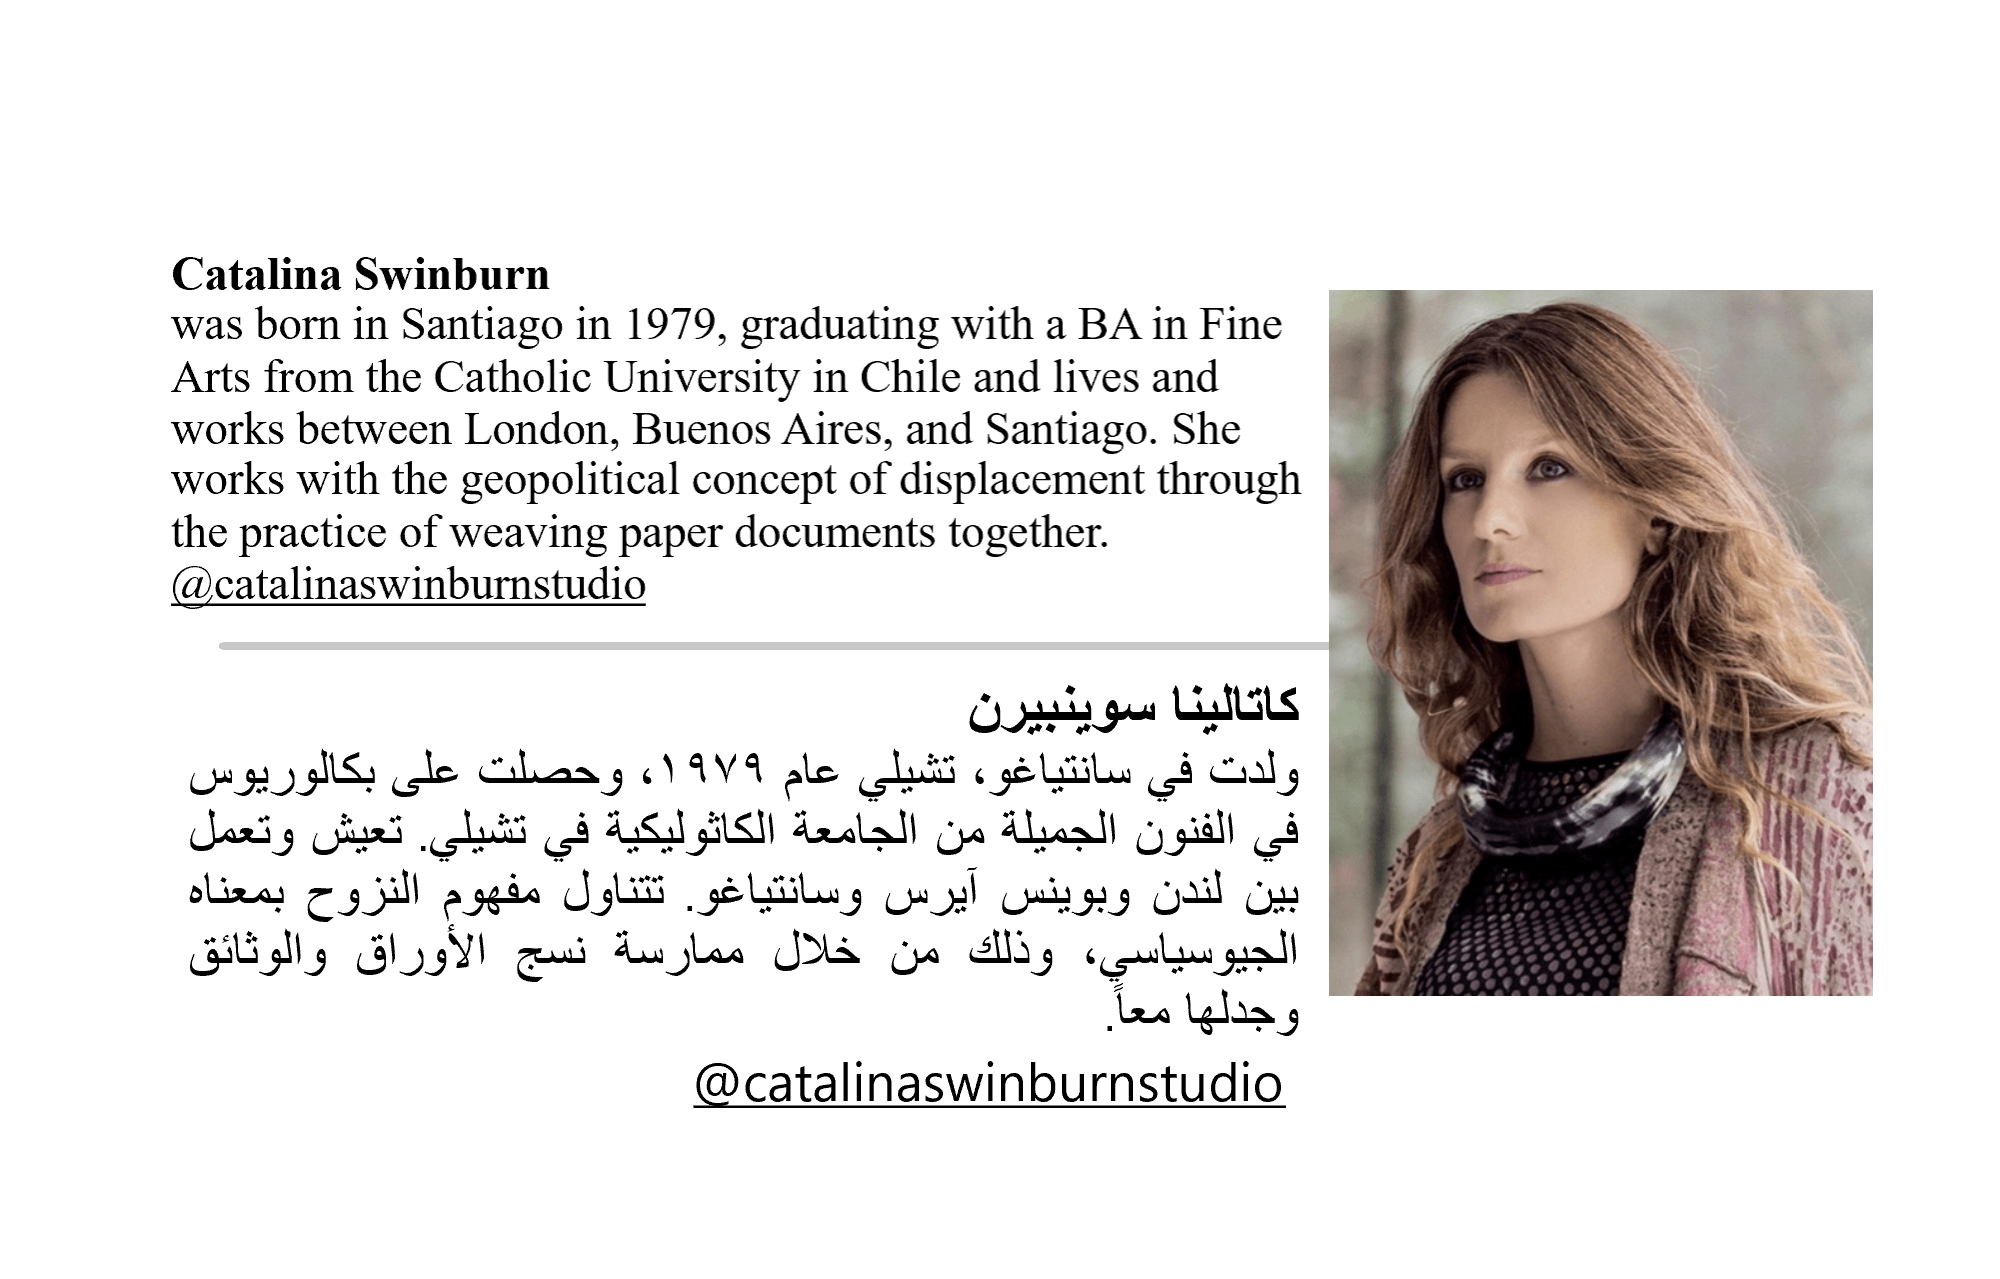 Catalina Swinburn
was born in Santiago in 1979, graduating with a BA in Fine
Arts from the Catholic University in Chile and lives and
works between London, Buenos Aires, and Santiago. She
works with the geopolitical concept of displacement through
the practice of weaving paper documents together.
@catalinaswinburnstudio
كاتالينا سوينبيرن
ولدت في سانتياغو، تشيلي عام ١٩٧٩، وحصلت على بكالوريوس
في الفنون الجميلة من الجامعة الكاثوليكية في تشيلي. تعيش وتعمل
بين لندن وبوينس آيرس وسانتياغو. تتناول مفهوم النزوح بمعناه
الجيوسياسي، وذلك من خلال ممارسة نسج الأوراق والوثائق
وجدلها معاً.
@catalinaswinburnstudio